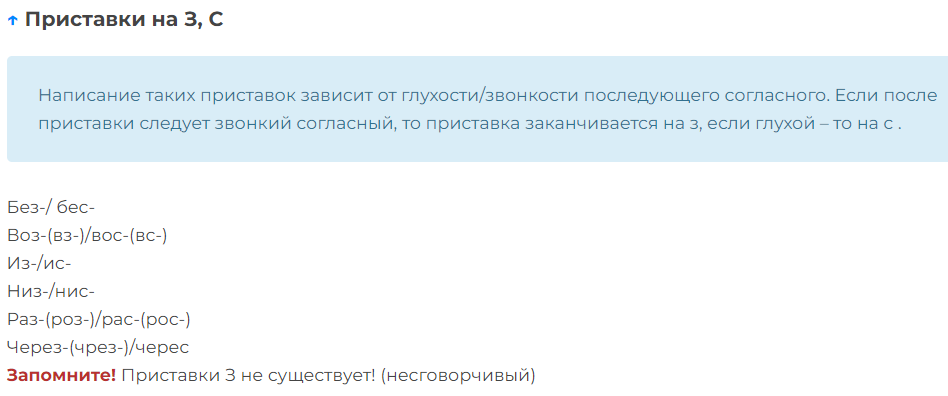 ↑ Приставки на З, С
Написание таких приставок зависит от глухости/звонкости последующего согласного. Если после
приставки следует звонкий согласный, то приставка заканчивается на з, если глухой – то на с .
Без-/ бес-
Воз-(вз-)/вос-(вс-)
Из-/ис-
Низ-/нис-
Раз-(роз-)/рас-(рос-)
Через-(чрез-)/черес
Запомните! Приставки З не существует! (несговорчивый)